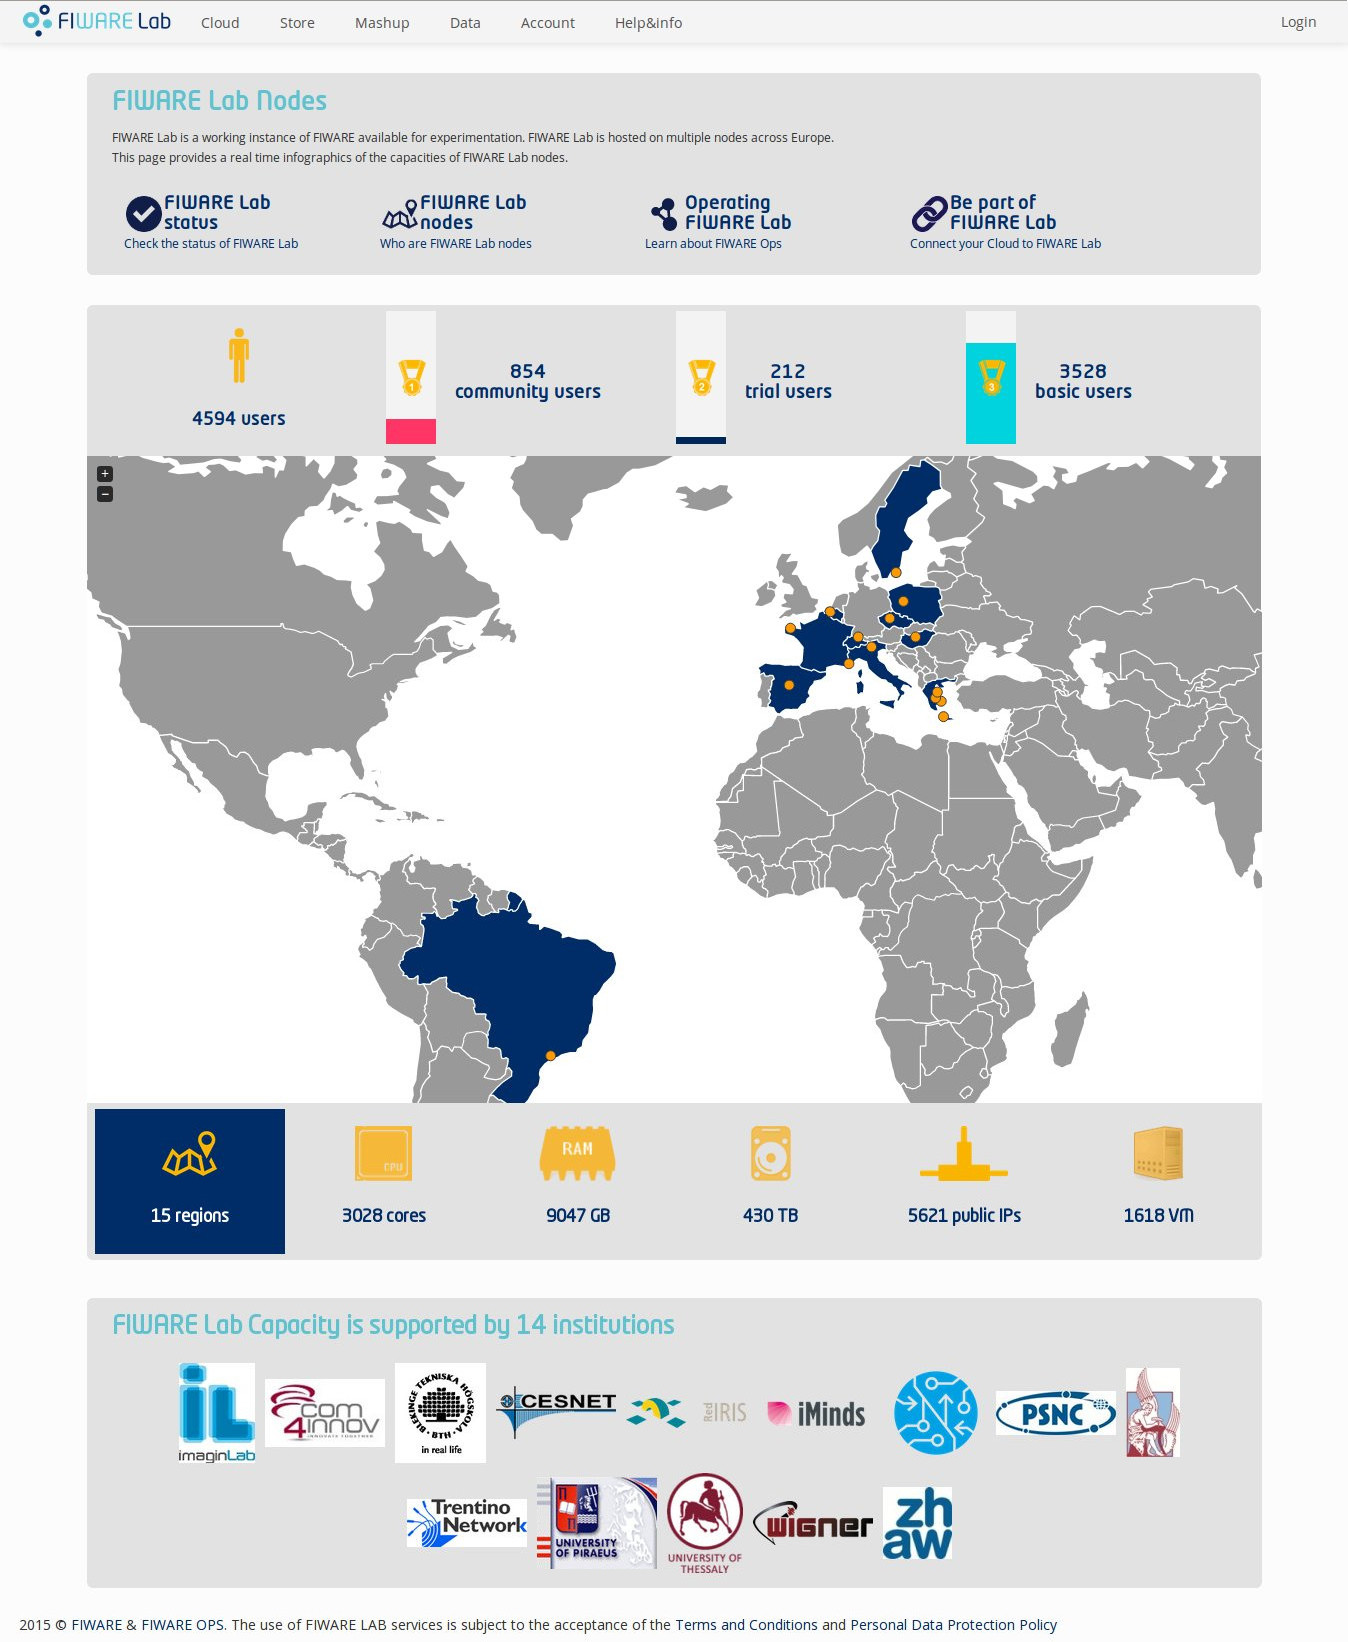 FIWARE Lab
Cloud
Store
Mashup
Data
Account
Help&info
Login
FIWARE Lab Nodes
FIWARE Lab is a working instance of FIWARE available for experimentation. FIWARE Lab is hosted on multiple nodes across Europe.
This page provides a real time infographics of the capacities of FIWARE Lab nodes.
FIWARE Lab
status
Check the status of FIWARE Lab
FIWARE Lab
nodes
Who are FIWARE Lab nodes
Operating
FIWARE Lab
Learn about FIWARE Ops
Be part of
FIWARE Lab
Connect your Cloud to FIWARE Lab
4594 users
1
854
community users
2
212
trial users
3
3528
basic users
+
−
15 regions
CPU
3028 cores
RAM
9047 GB
430 TB
5621 public IPs
1618 VM
FIWARE Lab Capacity is supported by 14 institutions
iL
imaginLab
com
4innov
INNOVATE TOGETHER
BLEKINGE TEKNISKA HÖGSKOLA
BTH
in real life
CESNET
RedIRIS
iMinds
PSNC
Trentino
Network
UNIVERSITY
OF PIRAEUS
UNIVERSITY OF
THESSALY
wigner
zh
aw
2015 © FIWARE & FIWARE OPS. The use of FIWARE LAB services is subject to the acceptance of the Terms and Conditions and Personal Data Protection Policy